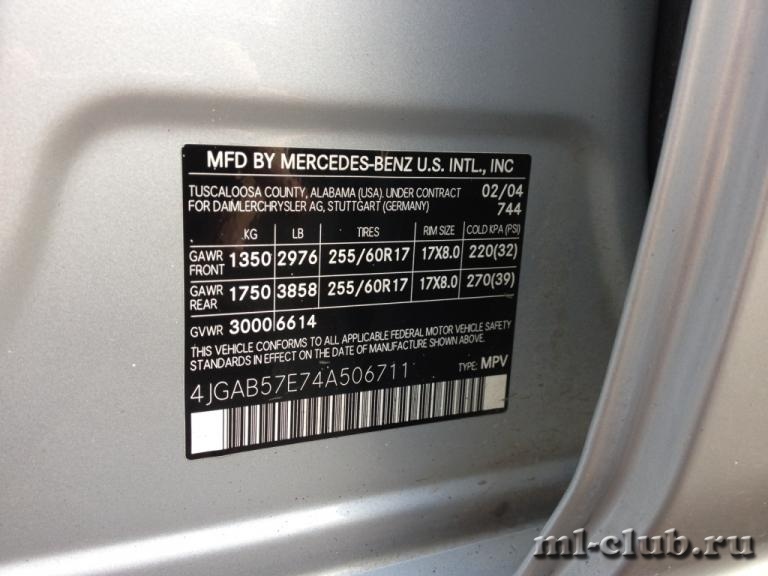 MFD BY MERCEDES-BENZ U.S. INTL., INC
TUSCALOOSA COUNTY, ALABAMA (USA). UNDER CONTRACT 02/04
FOR DAIMLERCHRYSLER AG, STUTTGART (GERMANY) 744
KG LB TIRES RIM SIZE COLD KPA (PSI)
GAWR FRONT 1350 2976 255/60R17 17X8.0 220(32)
GAWR REAR 1750 3858 255/60R17 17X8.0 270(39)
GVWR 3000 6614
THIS VEHICLE CONFORMS TO ALL APPLICABLE FEDERAL MOTOR VEHICLE SAFETY
STANDARDS IN EFFECT ON THE DATE OF MANUFACTURE SHOWN ABOVE.
4JGAB57E74A506711 TYPE: MPV
ml-club.ru